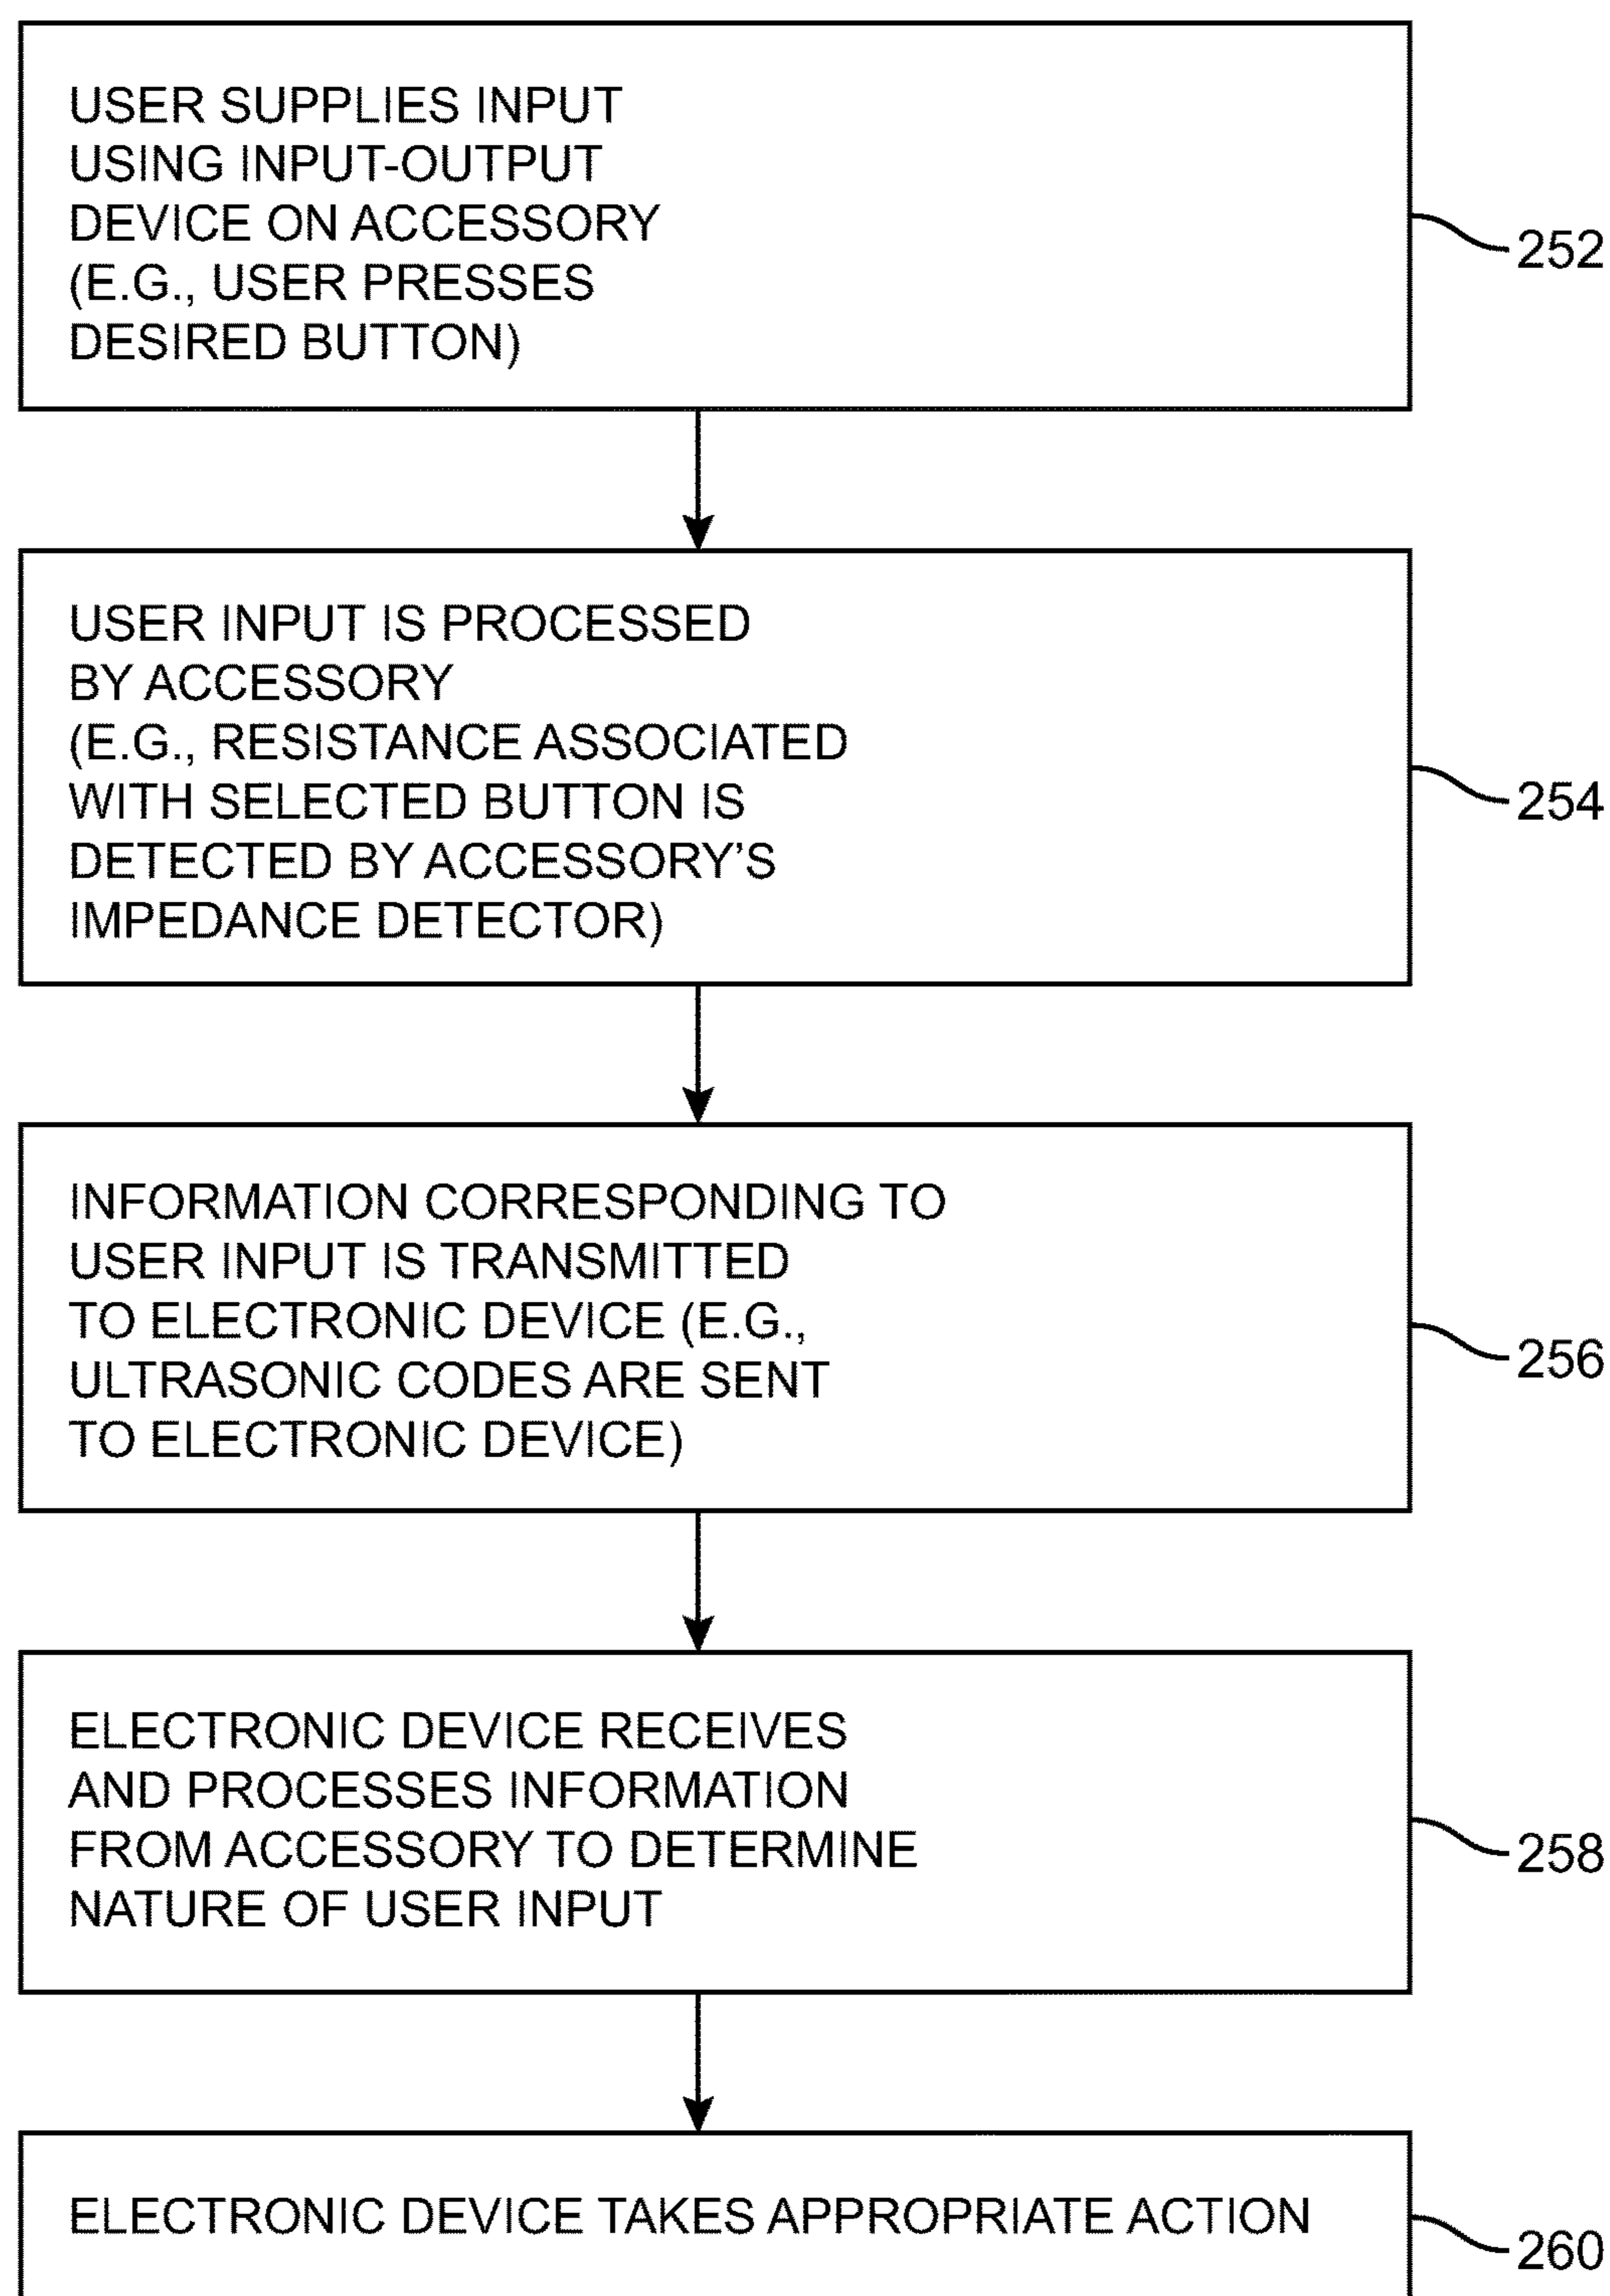 USER SUPPLIES INPUT
USING INPUT-OUTPUT
DEVICE ON ACCESSORY
(E.G., USER PRESSES
DESIRED BUTTON)
252
USER INPUT IS PROCESSED
BY ACCESSORY
(E.G., RESISTANCE ASSOCIATED
WITH SELECTED BUTTON IS
DETECTED BY ACCESSORY'S
IMPEDANCE DETECTOR)
254
INFORMATION CORRESPONDING TO
USER INPUT IS TRANSMITTED
TO ELECTRONIC DEVICE (E.G.,
ULTRASONIC CODES ARE SENT
TO ELECTRONIC DEVICE)
256
ELECTRONIC DEVICE RECEIVES
AND PROCESSES INFORMATION
FROM ACCESSORY TO DETERMINE
NATURE OF USER INPUT
258
ELECTRONIC DEVICE TAKES APPROPRIATE ACTION
260